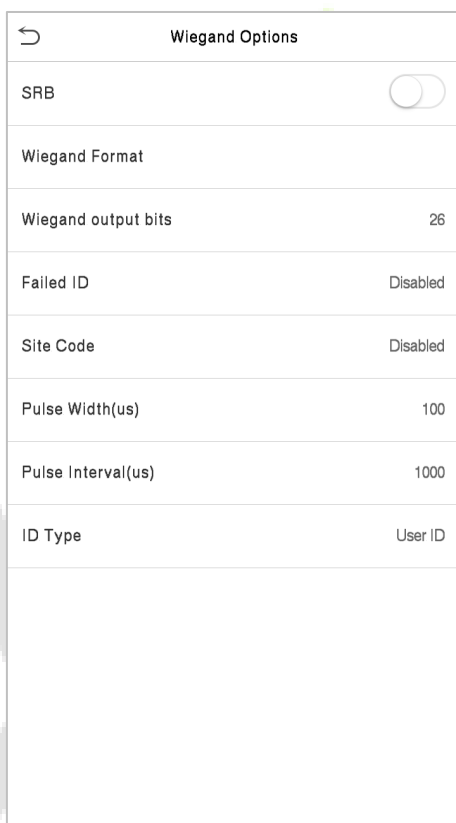 Wiegand Options
SRB
Wiegand Format
Wiegand output bits 26
Failed ID Disabled
Site Code Disabled
Pulse Width(us) 100
Pulse Interval(us) 1000
ID Type User ID